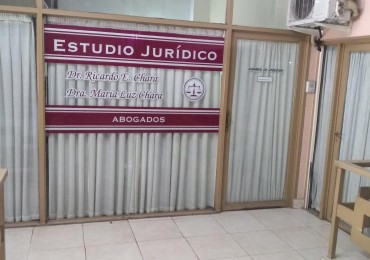 ESTUDIO JURÍDICO
Dr. Ricardo E. Chara
Dra. María Luz Chara
ABOGADOS